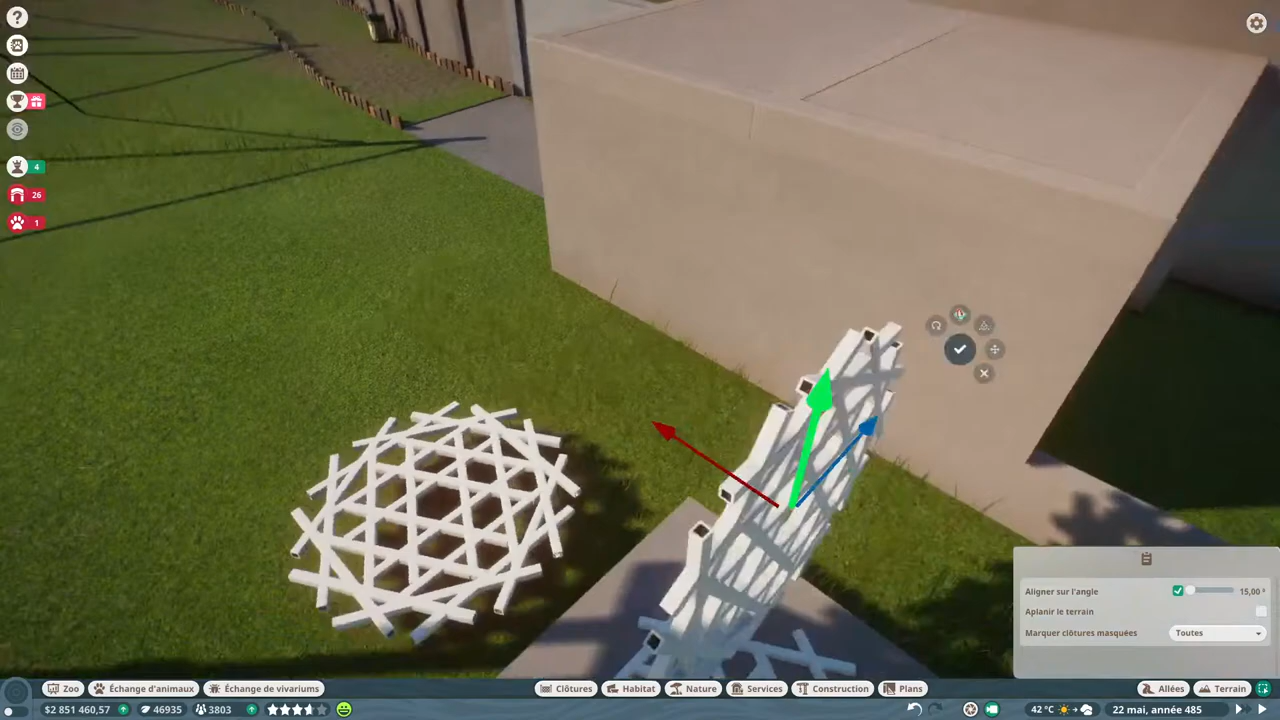 ?
4
26
1
Aligner sur l'angle 15,00 °
Aplanir le terrain
Marquer clôtures masquées Toutes
Zoo Échange d'animaux Échange de vivariums Clôtures Habitat Nature Services Construction Plans Allées Terrain
$2 851 460,57 46935 3803 42 °C 22 mai, année 485